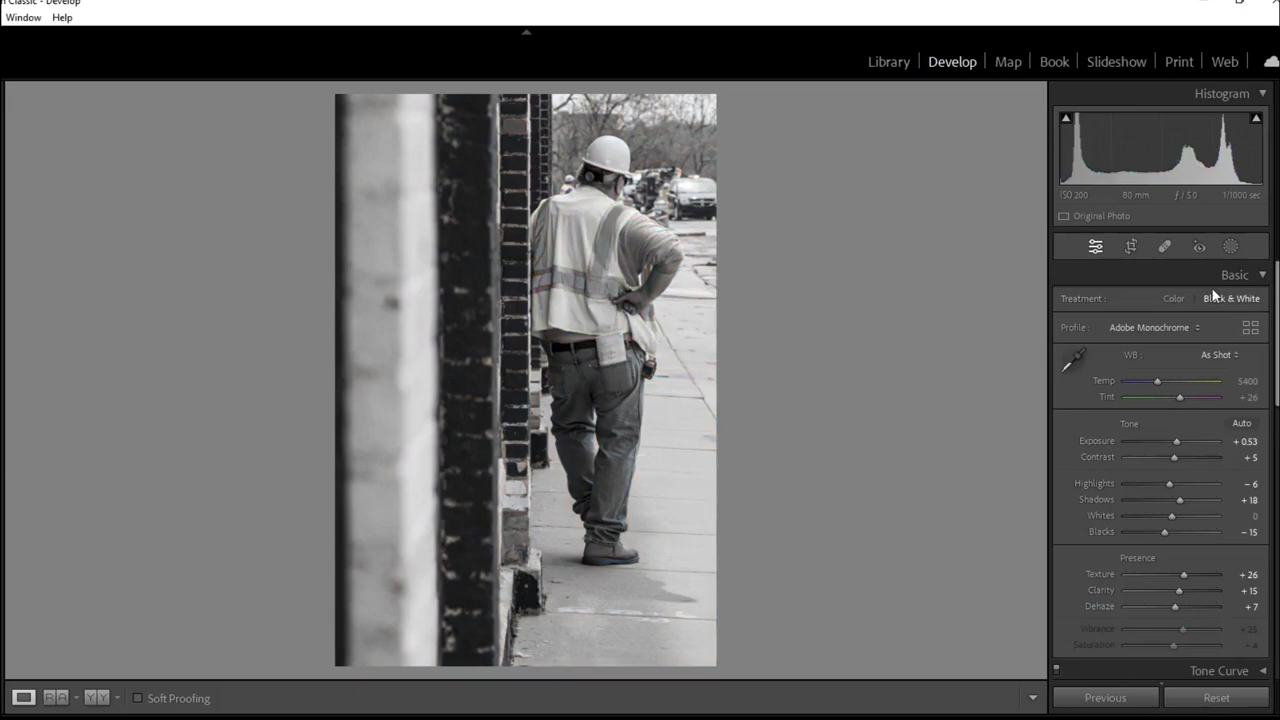 n Classic - Develop
Window Help
Library Develop Map Book Slideshow Print Web
Histogram
ISO 200 80 mm ƒ / 5.0 1/1000 sec
Original Photo
Basic
Treatment : Color Black & White
Profile : Adobe Monochrome
WB : As Shot
Temp 5400
Tint + 26
Tone Auto
Exposure + 0.53
Contrast + 5
Highlights − 6
Shadows + 18
Whites 0
Blacks − 15
Presence
Texture + 26
Clarity + 15
Dehaze + 7
Vibrance + 25
Saturation + 4
Tone Curve
R A Y Y Soft Proofing Previous Reset